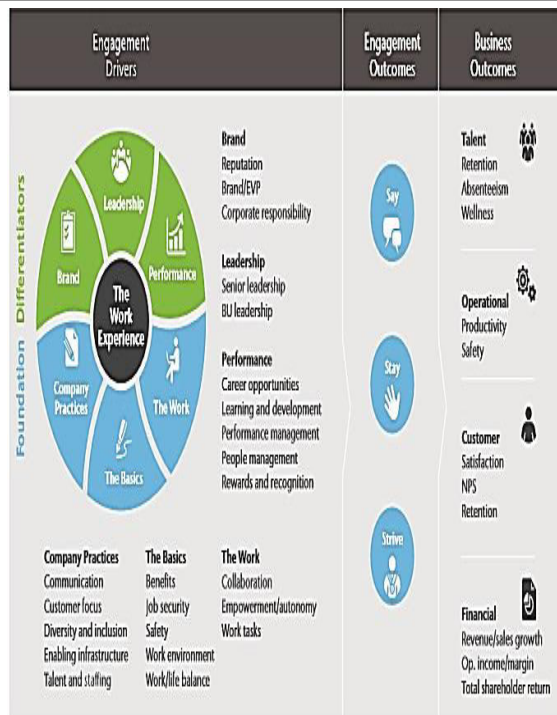 Engagement
Drivers
Engagement
Outcomes
Business
Outcomes
Foundation Differentiators
Leadership
Brand
Performance
The
Work
Experience
Company
Practices
The Work
The Basics
Brand
Reputation
Brand/EVP
Corporate responsibility
Leadership
Senior leadership
BU leadership
Performance
Career opportunities
Learning and development
Performance management
People management
Rewards and recognition
Company Practices
Communication
Customer focus
Diversity and inclusion
Enabling infrastructure
Talent and staffing
The Basics
Benefits
Job security
Safety
Work environment
Work/life balance
The Work
Collaboration
Empowerment/autonomy
Work tasks
Say
Stay
Strive
Talent
Retention
Absenteeism
Wellness
Operational
Productivity
Safety
Customer
Satisfaction
NPS
Retention
Financial
Revenue/sales growth
Op. income/margin
Total shareholder return